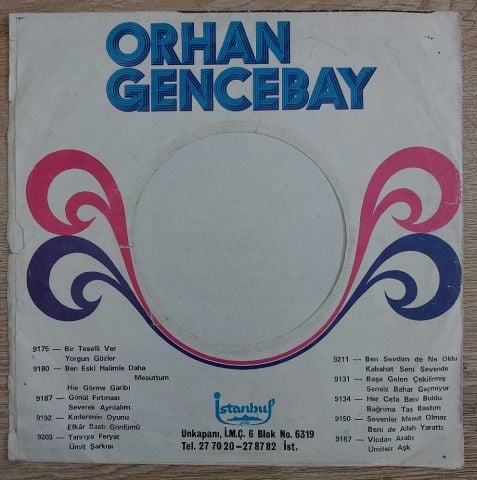 ORHAN
GENCEBAY
9175 — Bir Teselli Ver
Yorgun Gözler
9180 — Ben Eski Halimle Daha
Mesuttum
Hor Görme Garibi
9187 — Gönül Fırtınası
Severek Ayrılalım
9192 — Kaderimin Oyunu
Efkâr Bastı Gönlümü
9203 — Tanrıya Feryat
Ümit Şarkısı
9211 — Ben Sevdim de Ne Oldu
Kabahat Seni Sevende
9131 — Başa Gelen Çekilirmiş
Sensiz Bahar Geçmiyor
9134 — Her Cefa Beni Buldu
Bağrıma Taş Bastım
9150 — Sevenler Mesut Olmaz
Beni de Allah Yarattı
9167 — Vicdan Azabı
Ümitsiz Aşk
istanbul
Unkapanı, İ.M.Ç. 6 Blok No. 6319
Tel. 27 70 20 - 27 87 82 İst.